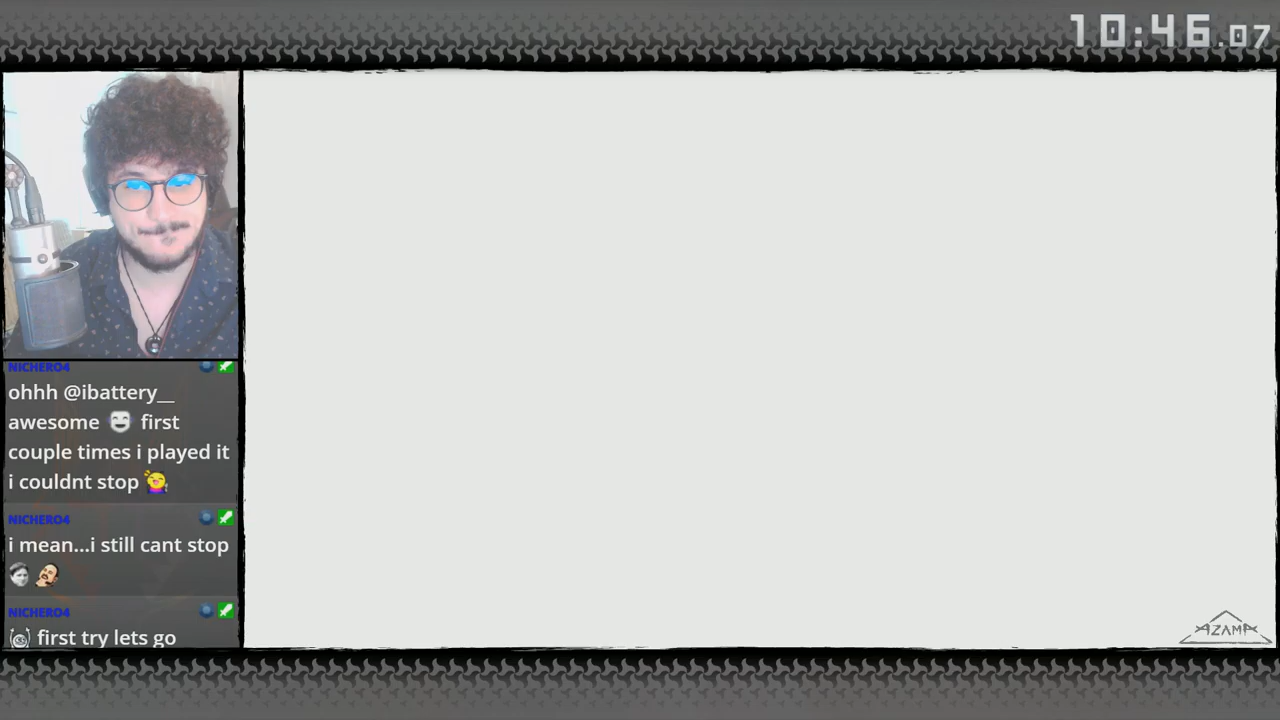 10:46.07
NICHERO4
ohhh @ibattery__
awesome first
couple times i played it
i couldnt stop
NICHERO4
i mean...i still cant stop
NICHERO4
first try lets go
AZAMA